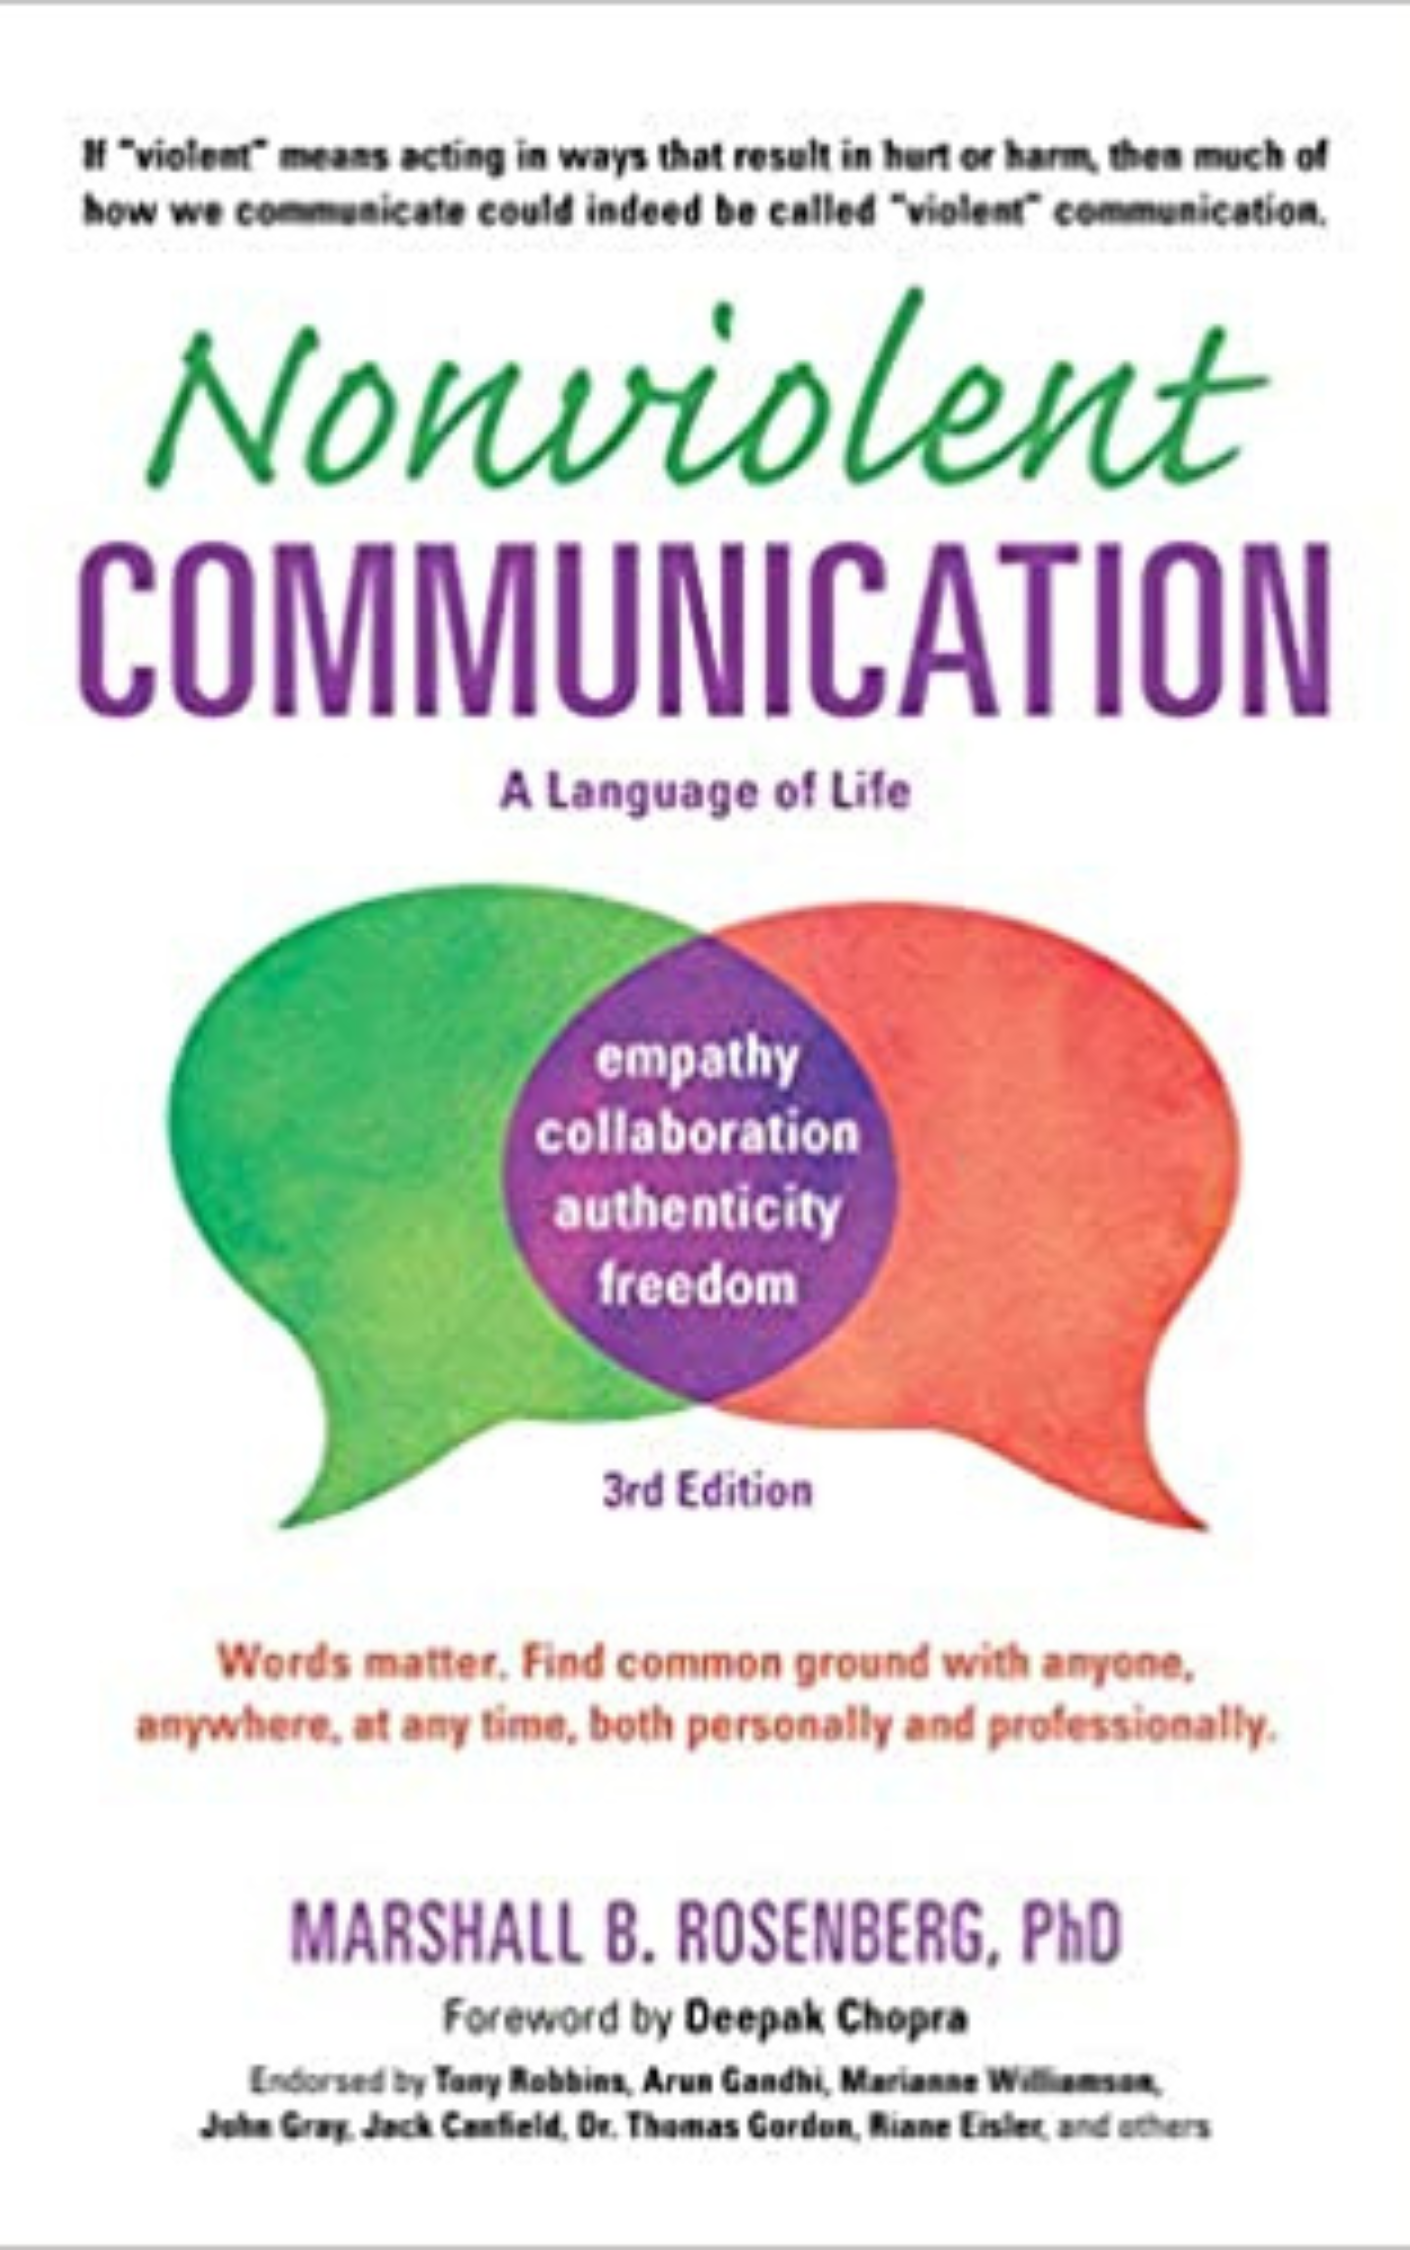 If "violent" means acting in ways that result in hurt or harm, then much of
how we communicate could indeed be called "violent" communication.
Nonviolent
COMMUNICATION
A Language of Life
empathy
collaboration
authenticity
freedom
3rd Edition
Words matter. Find common ground with anyone,
anywhere, at any time, both personally and professionally.
MARSHALL B. ROSENBERG, PhD
Foreword by Deepak Chopra
Endorsed by Tony Robbins, Arun Gandhi, Marianne Williamson,
John Gray, Jack Canfield, Dr. Thomas Gordon, Riane Eisler, and others